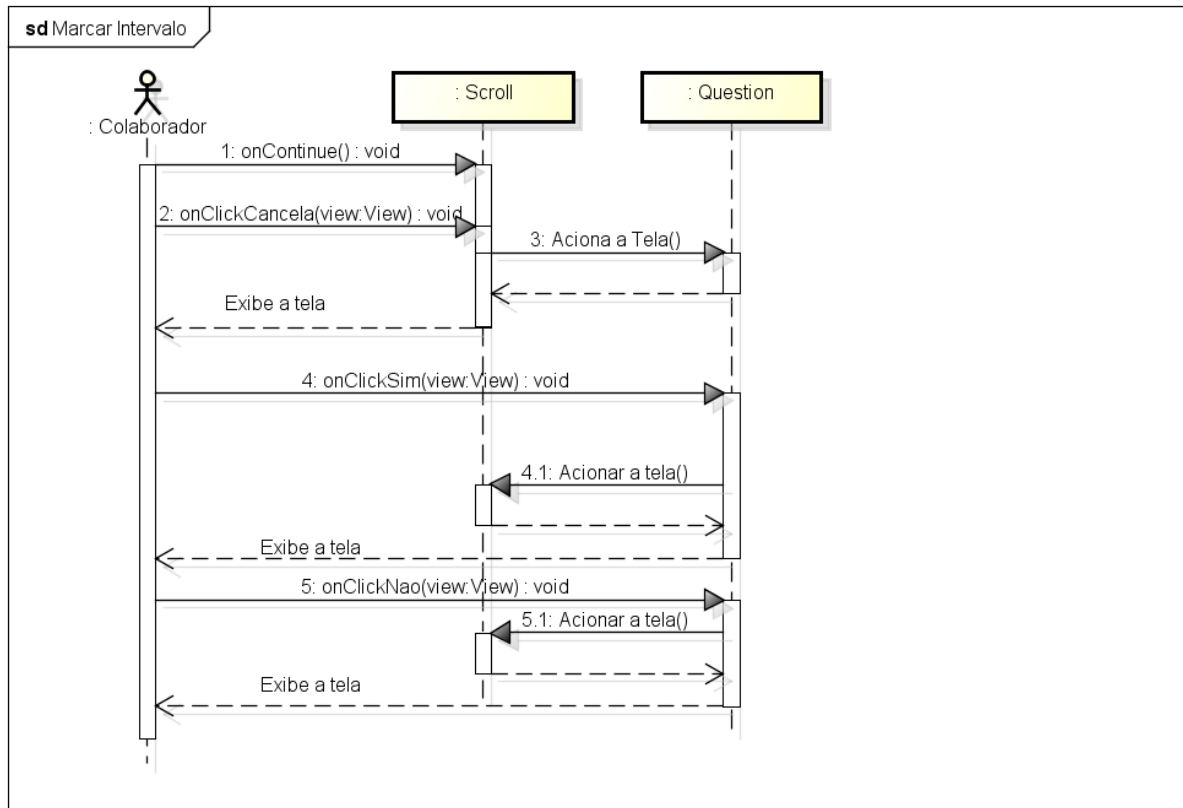 sd Marcar Intervalo
: Colaborador
: Scroll
: Question
1: onContinue() : void
2: onClickCancela(view:View) : void
3: Aciona a Tela()
Exibe a tela
4: onClickSim(view:View) : void
4.1: Acionar a tela()
Exibe a tela
5: onClickNao(view:View) : void
5.1: Acionar a tela()
Exibe a tela